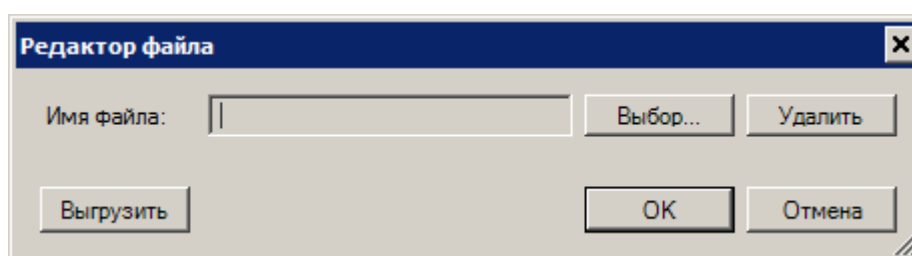 Редактор файла
Имя файла: Выбор... Удалить
Выгрузить OK Отмена